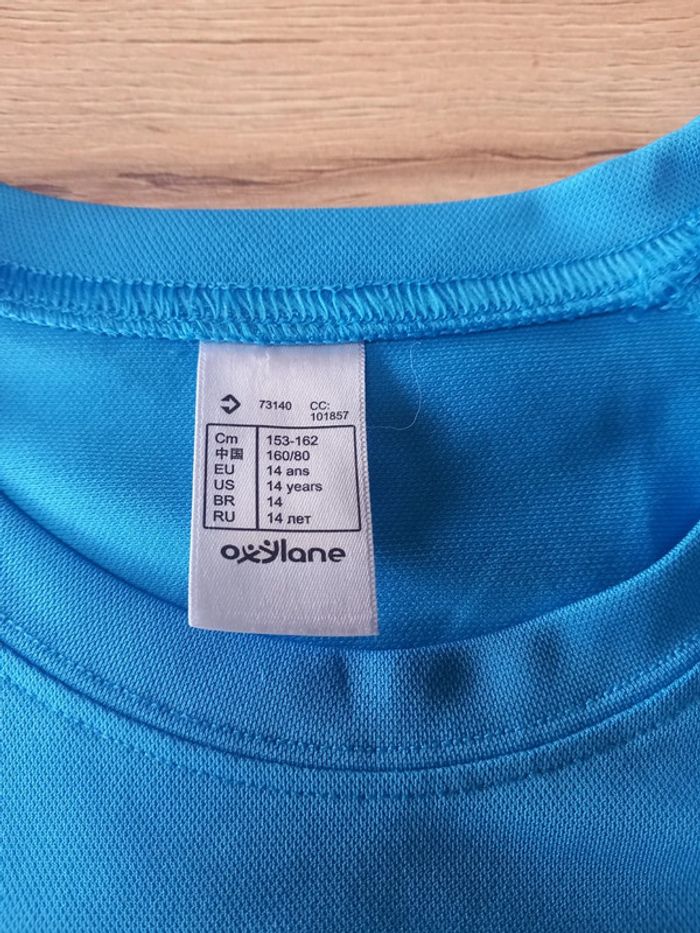 73140 CC:
101857
Cm 153-162
中国 160/80
EU 14 ans
US 14 years
BR 14
RU 14 лет
oxylane